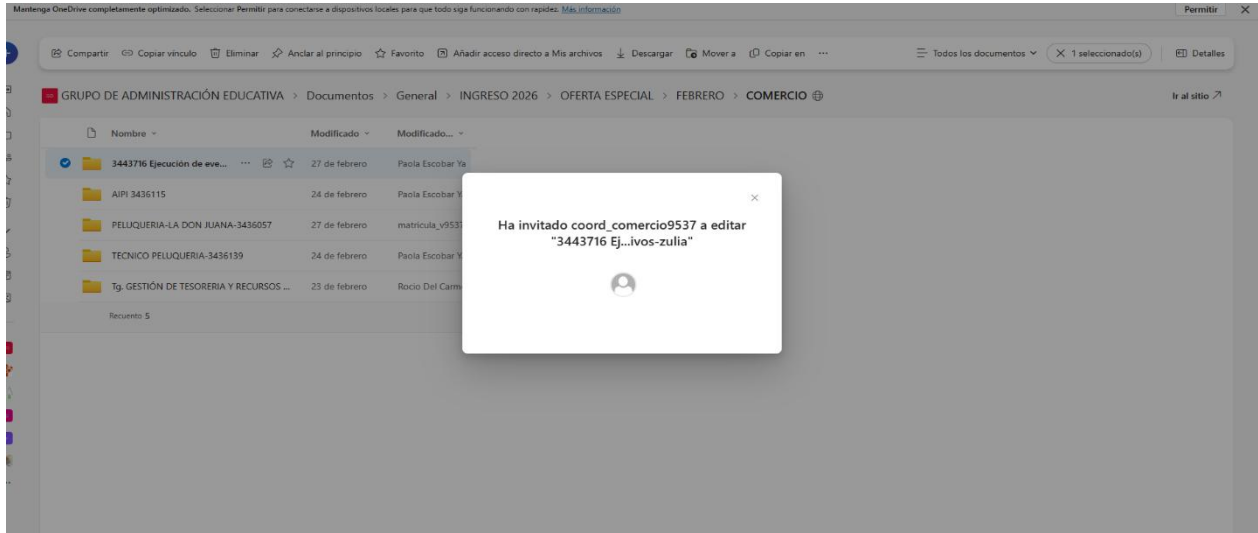 Mantenga OneDrive completamente optimizado. Seleccionar Permitir para conectarse a dispositivos locales para que todo siga funcionando con rapidez. Más información Permitir
Compartir Copiar vínculo Eliminar Anclar al principio Favorito Añadir acceso directo a Mis archivos Descargar Mover a Copiar en ... Todos los documentos 1 seleccionado(s) Detalles
GRUPO DE ADMINISTRACIÓN EDUCATIVA > Documentos > General > INGRESO 2026 > OFERTA ESPECIAL > FEBRERO > COMERCIO Ir al sitio
Nombre Modificado Modificado...
3443716 Ejecución de eve... ... 27 de febrero Paola Escobar Ya
AIPI 3436115 24 de febrero Paola Escobar
PELUQUERIA-LA DON JUANA-3436057 27 de febrero matricula_v9537
TECNICO PELUQUERIA-3436139 24 de febrero Paola Escobar
Tg. GESTIÓN DE TESORERIA Y RECURSOS ... 23 de febrero Rocio Del Carm
Recuento 5
Ha invitado coord_comercio9537 a editar
"3443716 Ej...ivos-zulia"